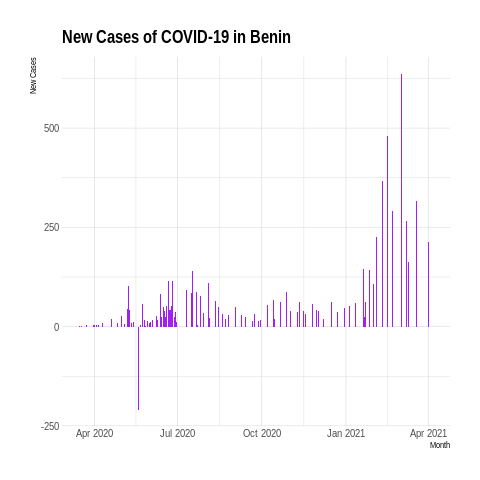 New Cases of COVID-19 in Benin
New Cases
500
250
0
-250
Apr 2020 Jul 2020 Oct 2020 Jan 2021 Apr 2021
Month